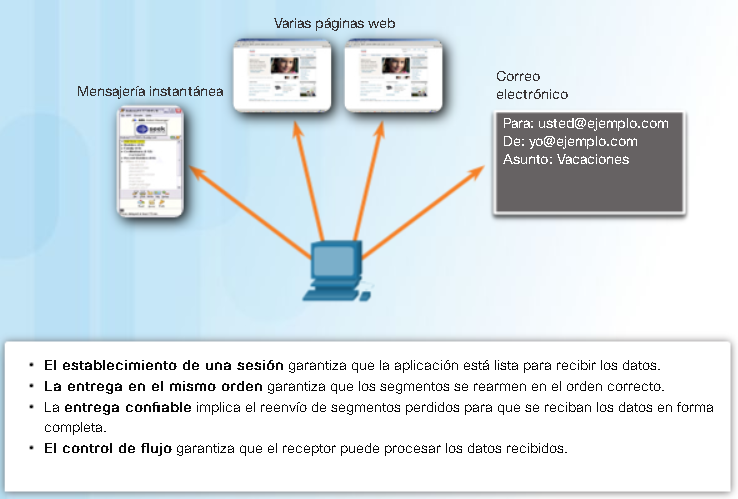 Varias páginas web
Mensajería instantánea
Correo
electrónico
Para: usted@ejemplo.com
De: yo@ejemplo.com
Asunto: Vacaciones
• El establecimiento de una sesión garantiza que la aplicación está lista para recibir los datos.
• La entrega en el mismo orden garantiza que los segmentos se rearmen en el orden correcto.
• La entrega confiable implica el reenvío de segmentos perdidos para que se reciban los datos en forma
completa.
• El control de flujo garantiza que el receptor puede procesar los datos recibidos.